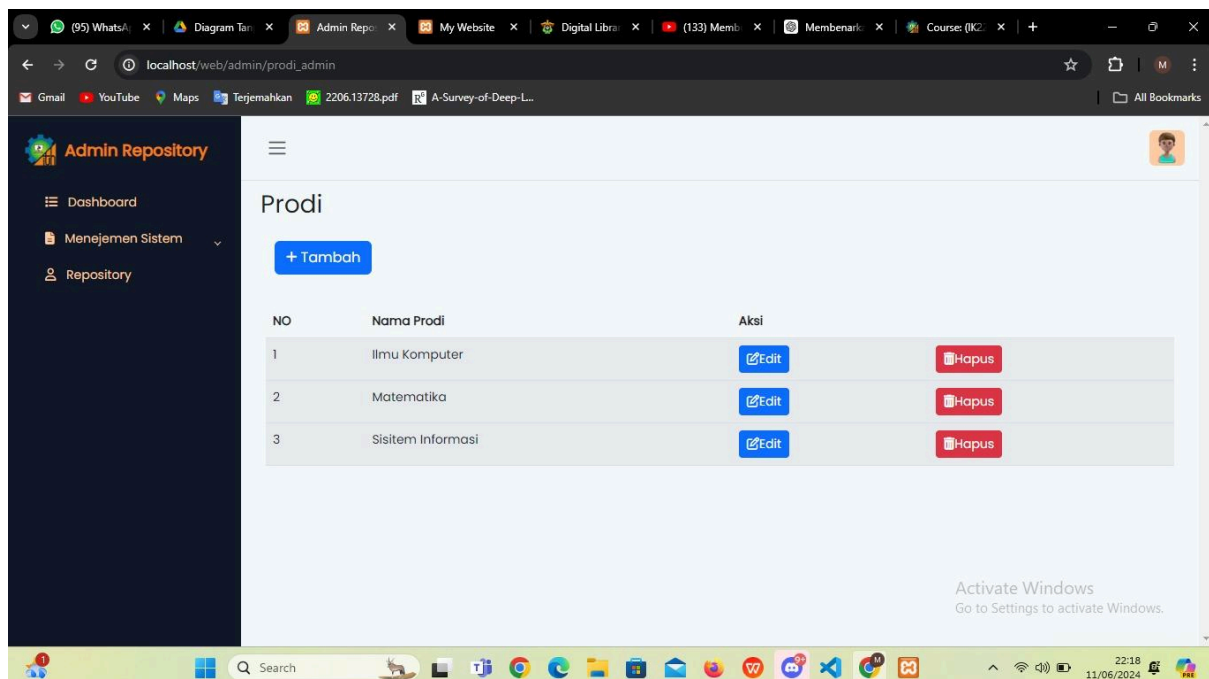 (95) WhatsA
Diagram Tan
Admin Repo
My Website
Digital Librar
(133) Memb
Membenark
Course: (IK2
localhost/web/admin/prodi_admin
M
Gmail
YouTube
Maps
Terjemahkan
2206.13728.pdf
A-Survey-of-Deep-L...
All Bookmarks
Admin Repository
Dashboard
Menejemen Sistem
Repository
Prodi
+ Tambah
NO Nama Prodi Aksi
1 Ilmu Komputer Edit Hapus
2 Matematika Edit Hapus
3 Sisitem Informasi Edit Hapus
Activate Windows
Go to Settings to activate Windows.
1
Search
22:18
11/06/2024
PRE